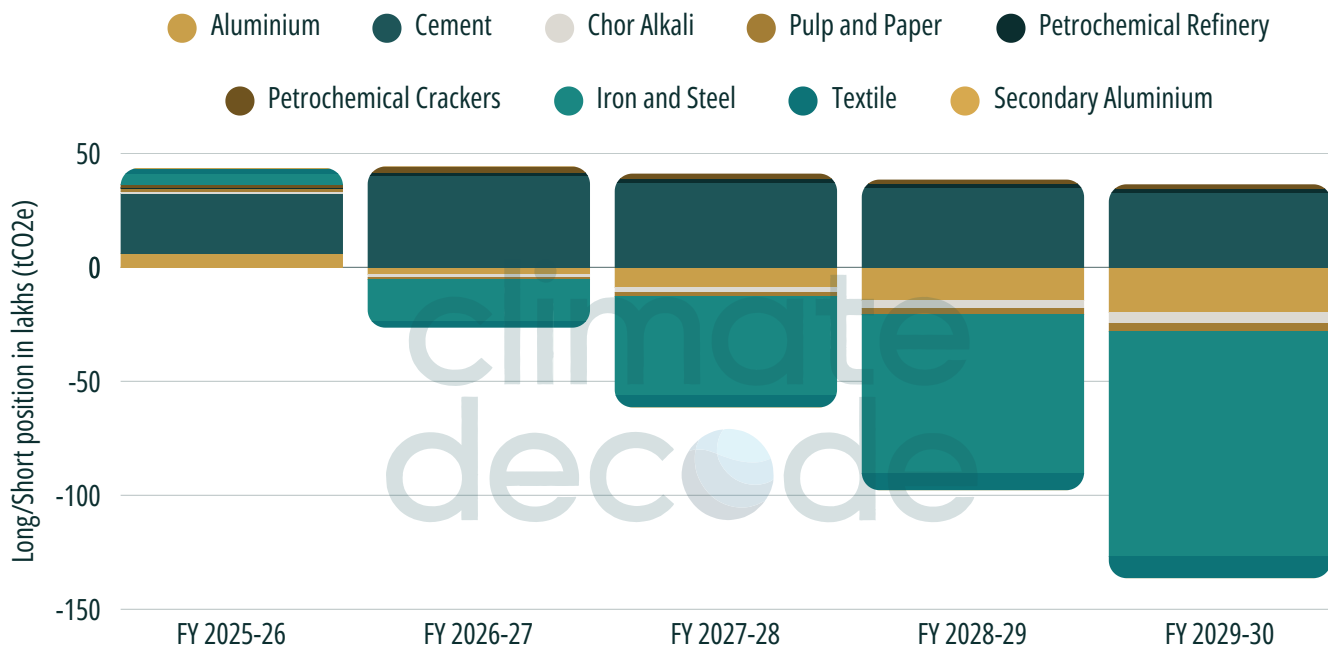 Aluminium Cement Chor Alkali Pulp and Paper Petrochemical Refinery
Petrochemical Crackers Iron and Steel Textile Secondary Aluminium
Long/Short position in lakhs (tCO2e)
50
0
-50
-100
-150
climate
decode
FY 2025-26 FY 2026-27 FY 2027-28 FY 2028-29 FY 2029-30